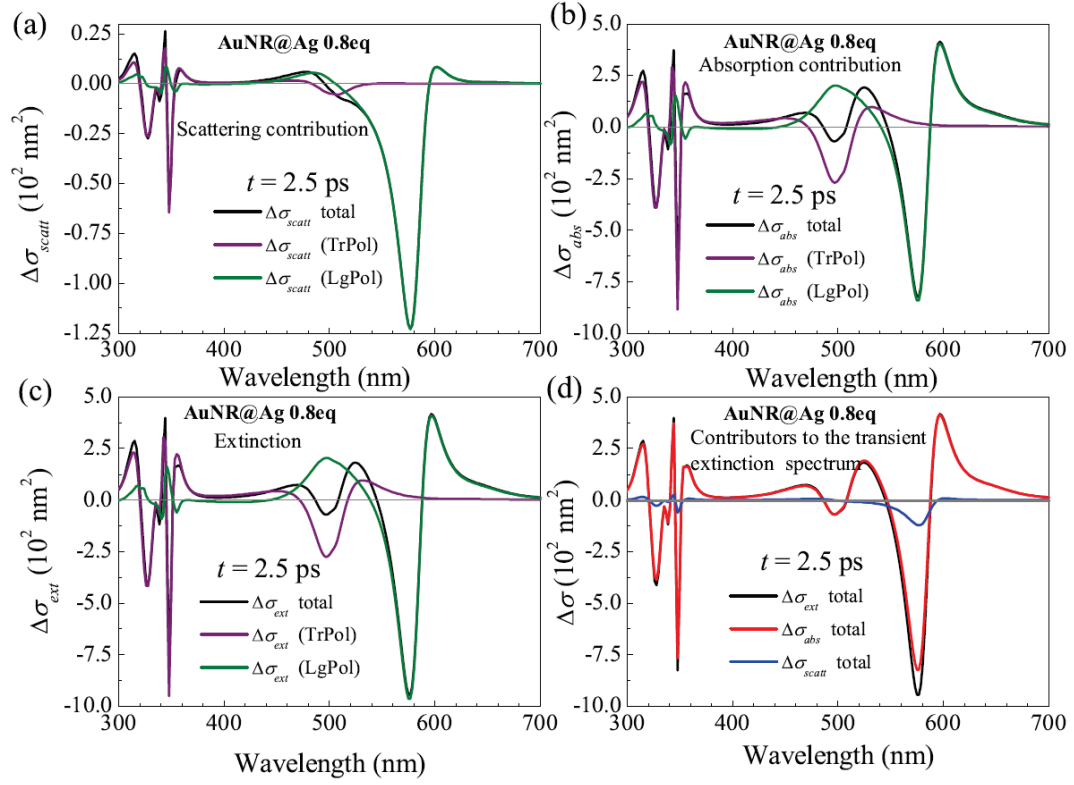 (a)
AuNR@Ag 0.8eq
Scattering contribution
t = 2.5 ps
Δσscatt total
Δσscatt (TrPol)
Δσscatt (LgPol)
0.25
0.00
-0.25
-0.50
-0.75
-1.00
-1.25
Δσscatt (10² nm²)
300 400 500 600 700
Wavelength (nm)
(b)
AuNR@Ag 0.8eq
Absorption contribution
t = 2.5 ps
Δσabs total
Δσabs (TrPol)
Δσabs (LgPol)
5.0
2.5
0.0
-2.5
-5.0
-7.5
-10.0
Δσabs (10² nm²)
300 400 500 600 700
Wavelength (nm)
(c)
AuNR@Ag 0.8eq
Extinction
t = 2.5 ps
Δσext total
Δσext (TrPol)
Δσext (LgPol)
5.0
2.5
0.0
-2.5
-5.0
-7.5
-10.0
Δσext (10² nm²)
300 400 500 600 700
Wavelength (nm)
(d)
AuNR@Ag 0.8eq
Contributors to the transient
extinction spectrum
t = 2.5 ps
Δσext total
Δσabs total
Δσscatt total
5.0
2.5
0.0
-2.5
-5.0
-7.5
-10.0
Δσ (10² nm²)
300 400 500 600 700
Wavelength (nm)